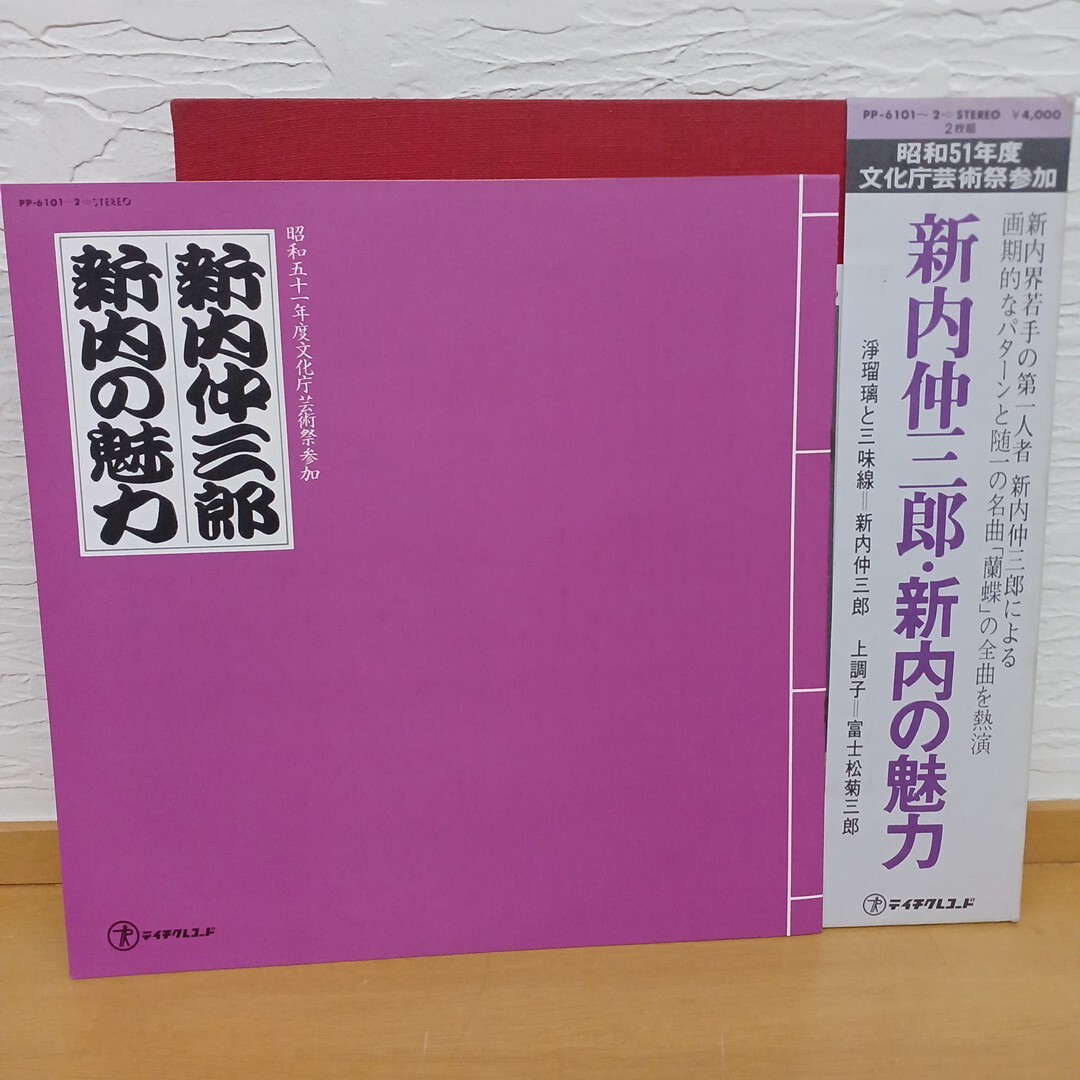 PP-6101~2⇨STEREO
昭和五十一年度文化庁芸術祭参加
新内仲三郎
新内の魅力
テイチクレコード
PP-6101~2⇨STEREO ¥4,000
2枚組
昭和51年度
文化庁芸術祭参加
新内界若手の第一人者 新内仲三郎による
画期的なパターンと随一の名曲「蘭蝶」の全曲を熱演
新内仲三郎・新内の魅力
浄瑠璃と三味線=新内仲三郎 上調子=富士松菊三郎
テイチクレコード